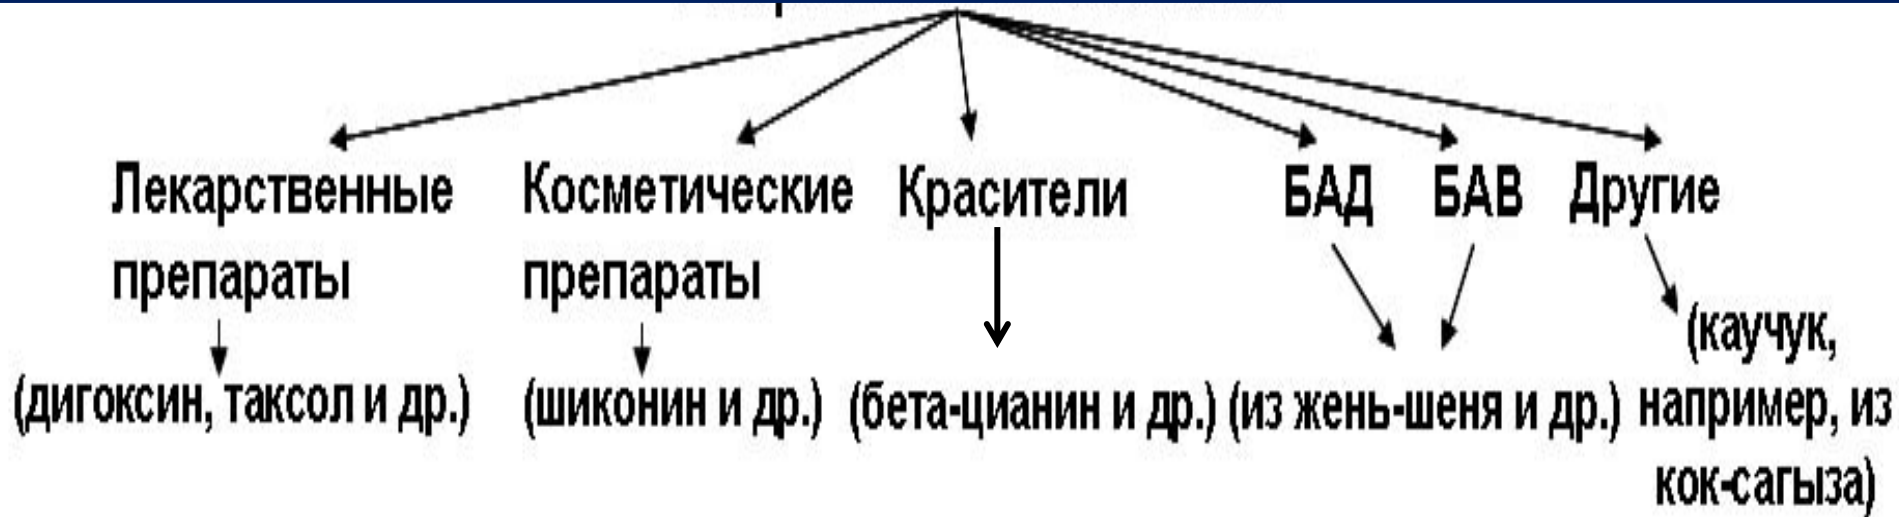 Лекарственные препараты
Косметические препараты
Красители
БАД
БАВ
Другие
(дигоксин, таксол и др.)
(шиконин и др.)
(бета-цианин и др.)
(из жень-шеня и др.)
(каучук,
например, из
кок-сагыза)